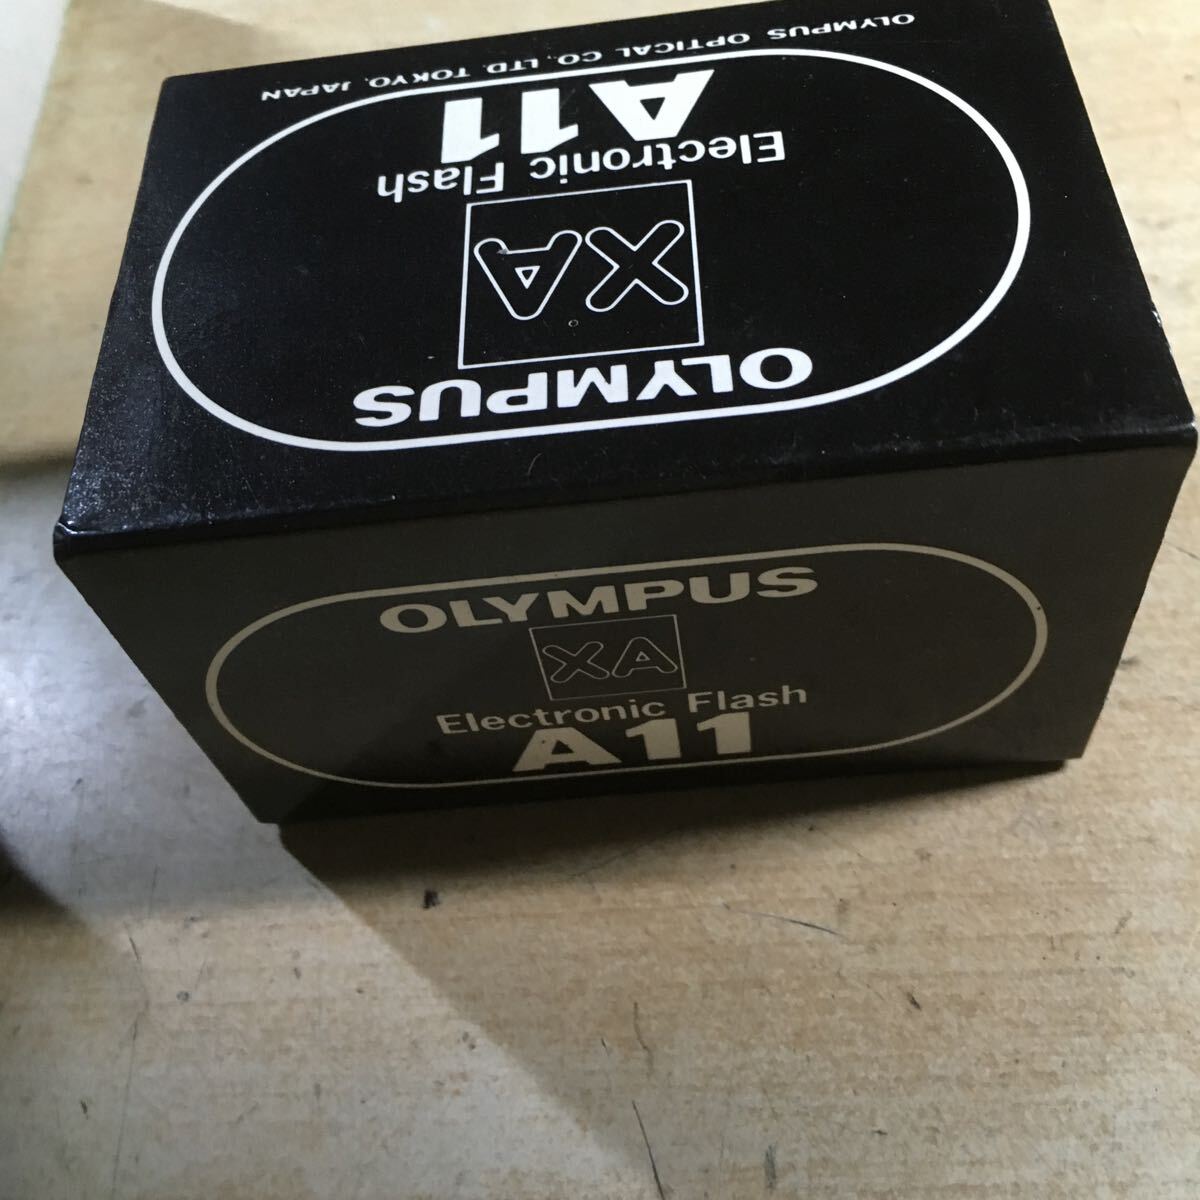 OLYMPUS
XA
Electronic Flash
A11
OLYMPUS OPTICAL CO., LTD. TOKYO, JAPAN
OLYMPUS
XA
Electronic Flash
A11